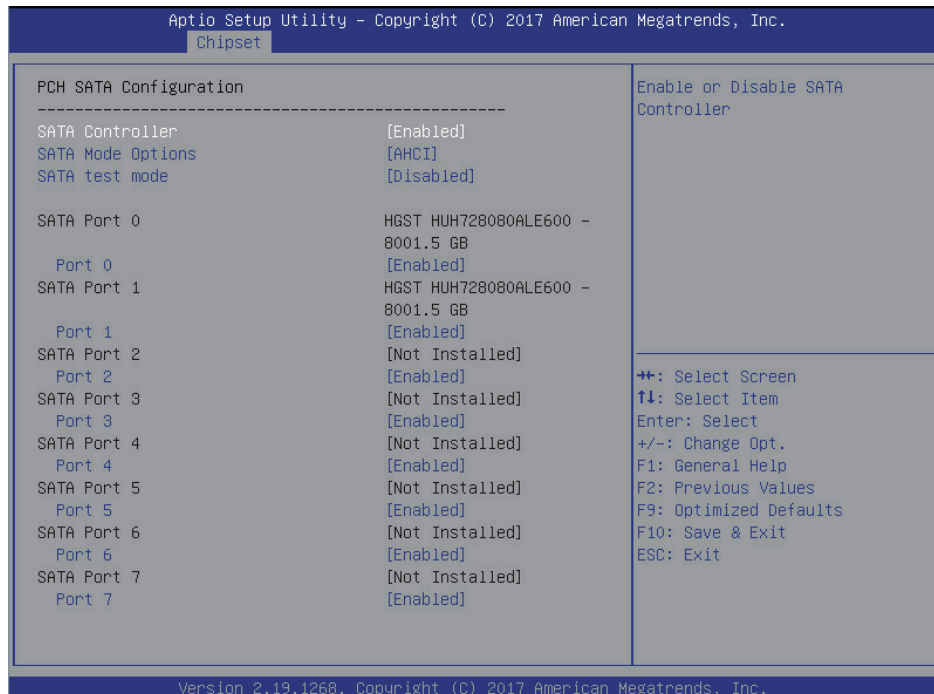 Aptio Setup Utility – Copyright (C) 2017 American Megatrends, Inc.
Chipset
PCH SATA Configuration
Enable or Disable SATA
Controller
SATA Controller [Enabled]
SATA Mode Options [AHCI]
SATA test mode [Disabled]
SATA Port 0 HGST HUH728080ALE600 –
8001.5 GB
Port 0 [Enabled]
SATA Port 1 HGST HUH728080ALE600 –
8001.5 GB
Port 1 [Enabled]
SATA Port 2 [Not Installed]
Port 2 [Enabled]
SATA Port 3 [Not Installed]
Port 3 [Enabled]
SATA Port 4 [Not Installed]
Port 4 [Enabled]
SATA Port 5 [Not Installed]
Port 5 [Enabled]
SATA Port 6 [Not Installed]
Port 6 [Enabled]
SATA Port 7 [Not Installed]
Port 7 [Enabled]
→←: Select Screen
↑↓: Select Item
Enter: Select
+/-: Change Opt.
F1: General Help
F2: Previous Values
F9: Optimized Defaults
F10: Save & Exit
ESC: Exit
Version 2.19.1268. Copyright (C) 2017 American Megatrends, Inc.